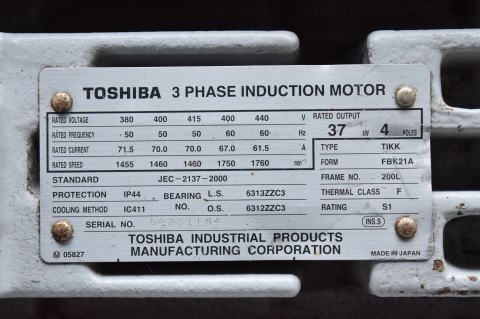 TOSHIBA 3 PHASE INDUCTION MOTOR
RATED VOLTAGE 380 400 415 400 440 V
RATED FREQUENCY 50 50 50 60 60 Hz
RATED CURRENT 71.5 70.0 70.0 67.0 61.5 A
RATED SPEED 1455 1460 1460 1750 1760 min⁻¹
RATED OUTPUT
37 kW 4 POLES
TYPE TIKK
FORM FBK21A
FRAME NO. 200L
THERMAL CLASS F
RATING S1
STANDARD JEC-2137-2000
PROTECTION IP44 BEARING NO. L.S. 6313ZZC3
COOLING METHOD IC411 O.S. 6312ZZC3
SERIAL NO.
INS.S
TOSHIBA INDUSTRIAL PRODUCTS
MANUFACTURING CORPORATION
M 05827
MADE IN JAPAN